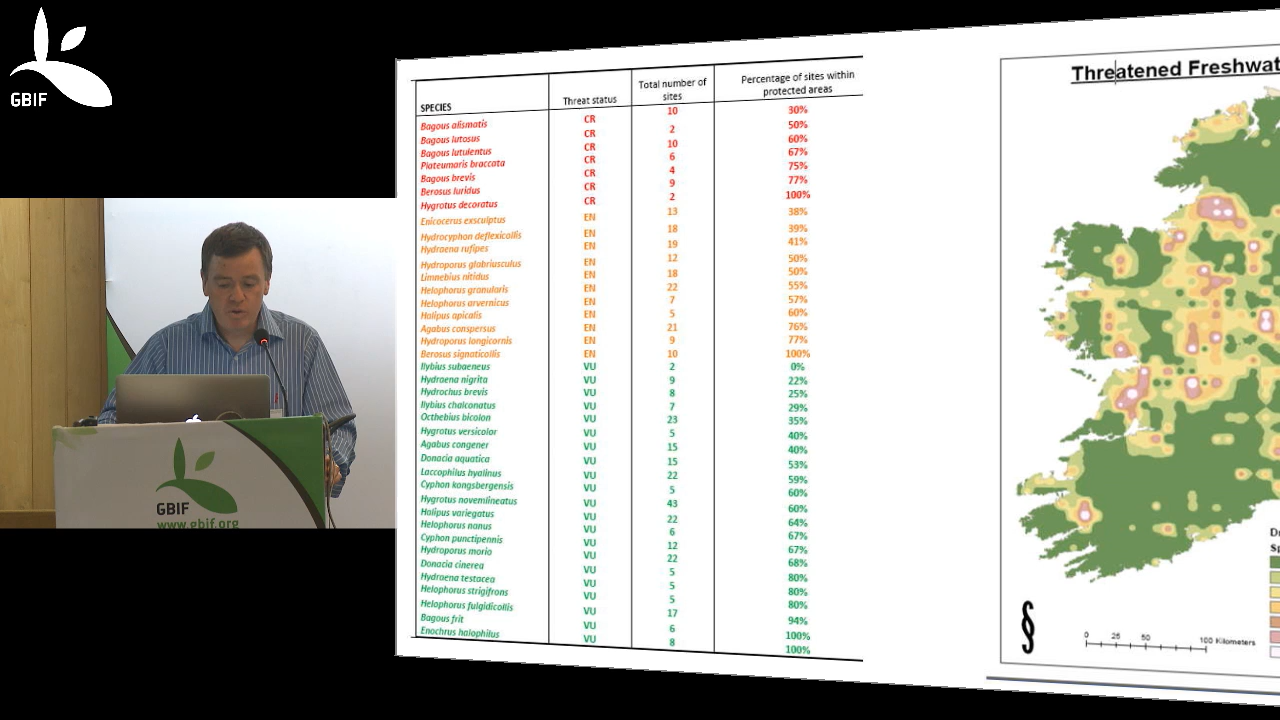 GBIF
SPECIES Threat status Total number of sites Percentage of sites within protected areas
Bagous alismatis CR 10 30%
Bagous lutosus CR 2 50%
Bagous lutulentus CR 10 60%
Plateumaris braccata CR 6 67%
Bagous brevis CR 4 75%
Berosus luridus CR 9 77%
Hygrotus decoratus CR 2 100%
Enicocerus exsculptus EN 13 38%
Hydrocyphon deflexicollis EN 18 39%
Hydraena rufipes EN 19 41%
Hydroporus glabriusculus EN 12 50%
Limnebius nitidus EN 18 50%
Helophorus granularis EN 22 55%
Helophorus arvernicus EN 7 57%
Halipus apicalis EN 5 60%
Agabus conspersus EN 21 76%
Hydroporus longicornis EN 9 77%
Berosus signaticollis EN 10 100%
Ilybius subaeneus VU 2 0%
Hydraena nigrita VU 9 22%
Hydrochus brevis VU 8 25%
Ilybius chalconatus VU 7 29%
Octhebius bicolon VU 23 35%
Hygrotus versicolor VU 5 40%
Agabus congener VU 15 40%
Donacia aquatica VU 15 53%
Laccophilus hyalinus VU 22 59%
Cyphon kongsbergensis VU 5 60%
Hygrotus novemlineatus VU 43 60%
Halipus variegatus VU 22 64%
Helophorus nanus VU 6 67%
Cyphon punctipennis VU 12 67%
Hydroporus morio VU 22 68%
Donacia cinerea VU 5 80%
Hydraena testacea VU 5 80%
Helophorus strigifrons VU 5 80%
Helophorus fulgidicollis VU 17 94%
Bagous frit VU 6 100%
Enochrus halophilus VU 8 100%
Threatened Freshwat
0 25 50 100 Kilometers
GBIF
www.gbif.org